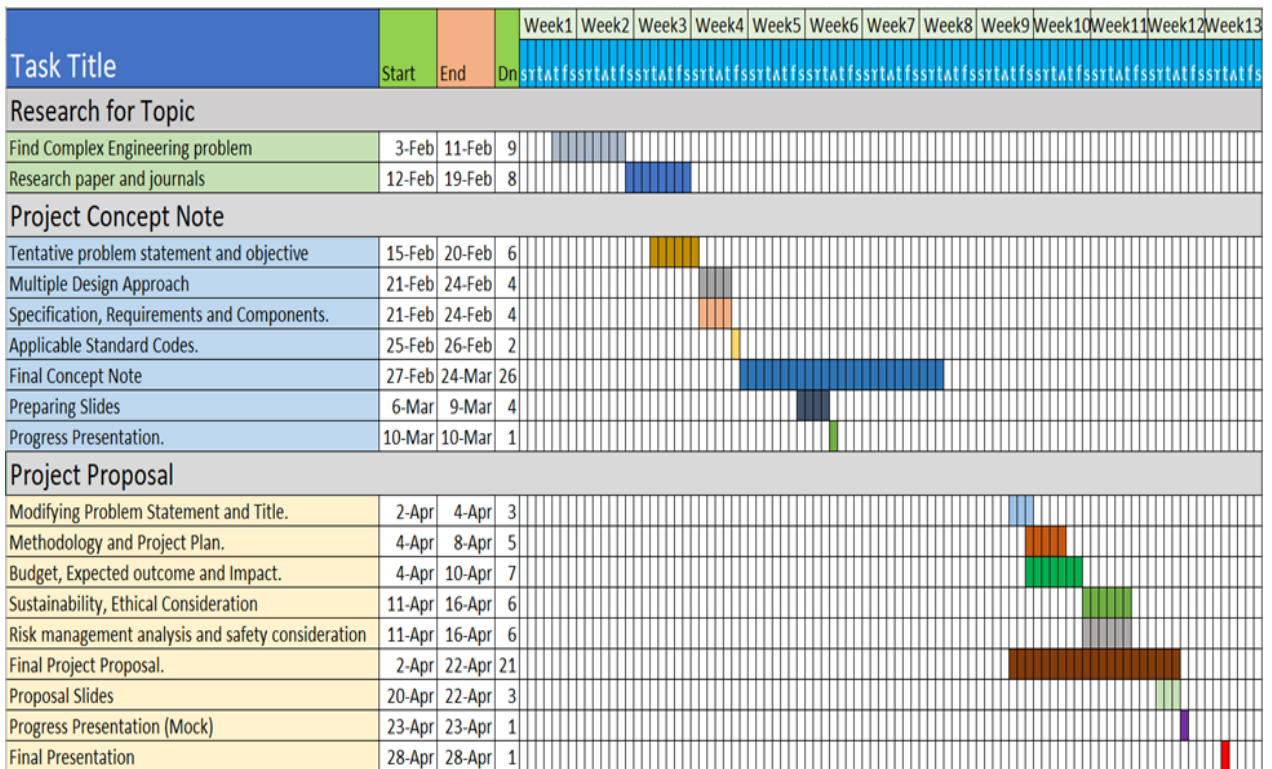 Week1 Week2 Week3 Week4 Week5 Week6 Week7 Week8 Week9 Week10 Week11 Week12 Week13
Task Title Start End Dn
Research for Topic
Find Complex Engineering problem 3-Feb 11-Feb 9
Research paper and journals 12-Feb 19-Feb 8
Project Concept Note
Tentative problem statement and objective 15-Feb 20-Feb 6
Multiple Design Approach 21-Feb 24-Feb 4
Specification, Requirements and Components. 21-Feb 24-Feb 4
Applicable Standard Codes. 25-Feb 26-Feb 2
Final Concept Note 27-Feb 24-Mar 26
Preparing Slides 6-Mar 9-Mar 4
Progress Presentation. 10-Mar 10-Mar 1
Project Proposal
Modifying Problem Statement and Title. 2-Apr 4-Apr 3
Methodology and Project Plan. 4-Apr 8-Apr 5
Budget, Expected outcome and Impact. 4-Apr 10-Apr 7
Sustainability, Ethical Consideration 11-Apr 16-Apr 6
Risk management analysis and safety consideration 11-Apr 16-Apr 6
Final Project Proposal. 2-Apr 22-Apr 21
Proposal Slides 20-Apr 22-Apr 3
Progress Presentation (Mock) 23-Apr 23-Apr 1
Final Presentation 28-Apr 28-Apr 1